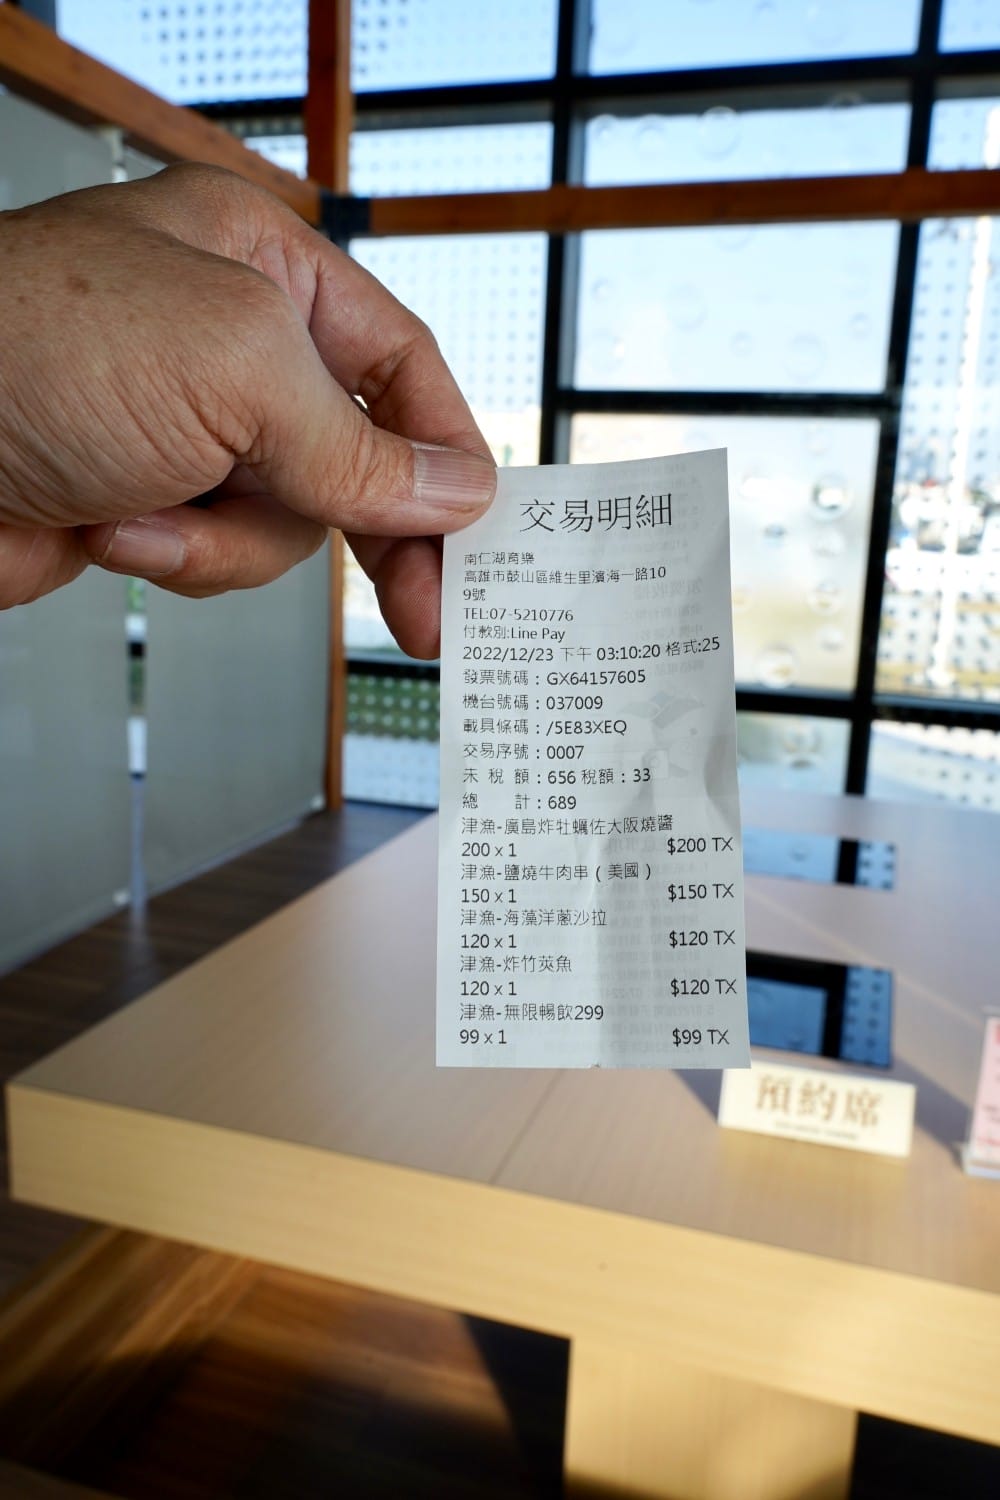 交易明細
南仁湖育樂
高雄市鼓山區維生里濱海一路10
9號
TEL:07-5210776
付款別:Line Pay
2022/12/23 下午 03:10:20 格式:25
發票號碼：GX64157605
機台號碼：037009
載具條碼：/5E83XEQ
交易序號：0007
未 稅 額：656 稅額：33
總 計：689
津漁-廣島炸牡蠣佐大阪燒醬
200 x 1 $200 TX
津漁-鹽燒牛肉串（美國）
150 x 1 $150 TX
津漁-海藻洋蔥沙拉
120 x 1 $120 TX
津漁-炸竹莢魚
120 x 1 $120 TX
津漁-無限暢飲299
99 x 1 $99 TX
預約席